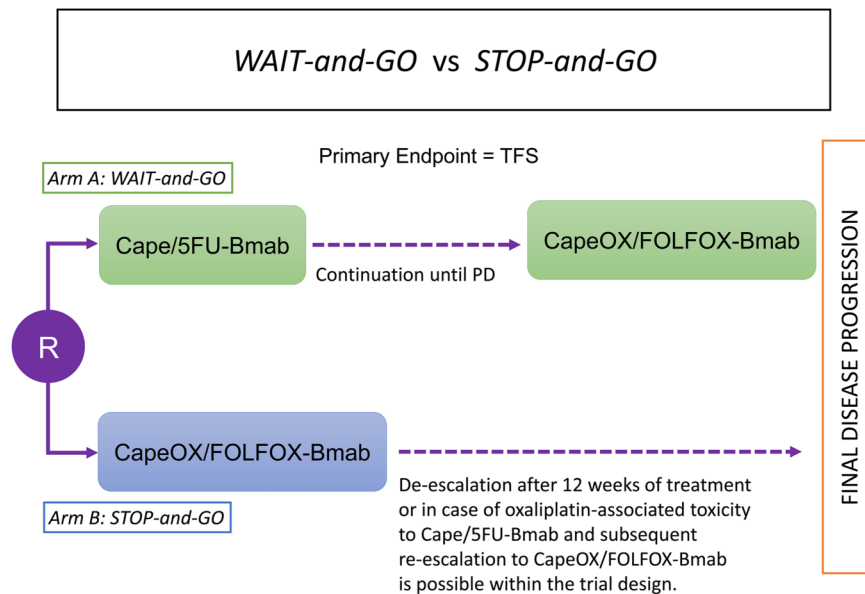 WAIT-and-GO vs STOP-and-GO
Primary Endpoint = TFS
Arm A: WAIT-and-GO
Cape/5FU-Bmab
Continuation until PD
CapeOX/FOLFOX-Bmab
R
CapeOX/FOLFOX-Bmab
Arm B: STOP-and-GO
De-escalation after 12 weeks of treatment
or in case of oxaliplatin-associated toxicity
to Cape/5FU-Bmab and subsequent
re-escalation to CapeOX/FOLFOX-Bmab
is possible within the trial design.
FINAL DISEASE PROGRESSION